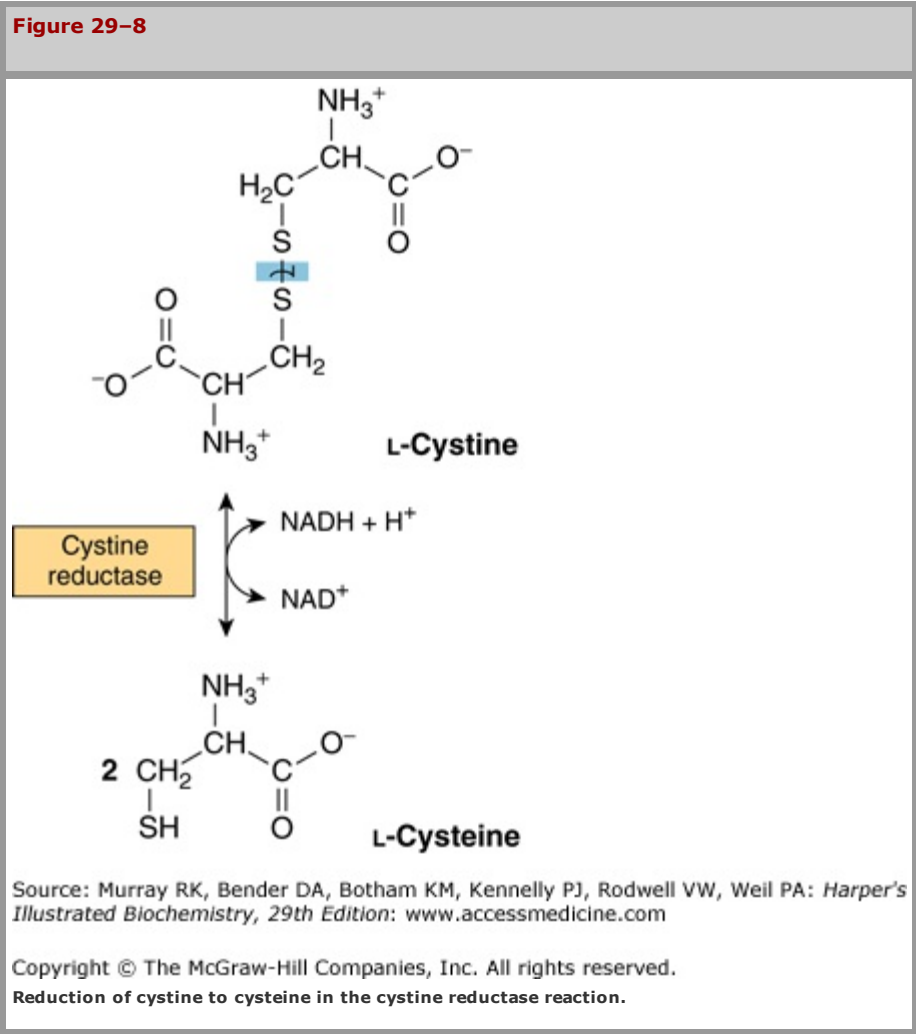 Figure 29–8
NH₃⁺
CH
O⁻
H₂C
C
S
O
O
S
C
CH₂
⁻O
CH
NH₃⁺
L-Cystine
NADH + H⁺
Cystine
reductase
NAD⁺
NH₃⁺
CH
O⁻
2 CH₂
C
SH
O
L-Cysteine
Source: Murray RK, Bender DA, Botham KM, Kennelly PJ, Rodwell VW, Weil PA: Harper's
Illustrated Biochemistry, 29th Edition: www.accessmedicine.com
Copyright © The McGraw-Hill Companies, Inc. All rights reserved.
Reduction of cystine to cysteine in the cystine reductase reaction.